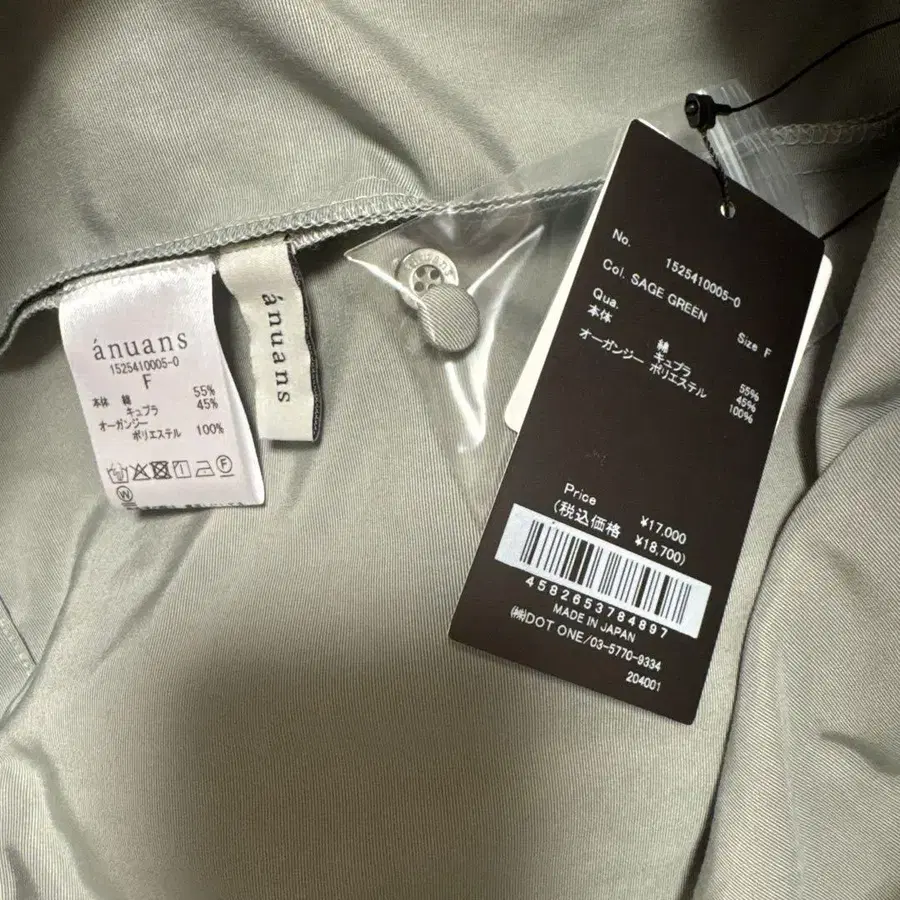 ánuans
1525410005-0
F
本体 綿 55%
キュプラ 45%
オーガンジー
ポリエステル 100%
W
F
ánuans
No. 1525410005-0
Col. SAGE GREEN
Size F
Qua.
本体 綿 55%
キュプラ 45%
オーガンジー ポリエステル 100%
Price ¥17,000
(税込価格 ¥18,700)
4582653784897
MADE IN JAPAN
㈱DOT ONE/03-5770-9334
204001